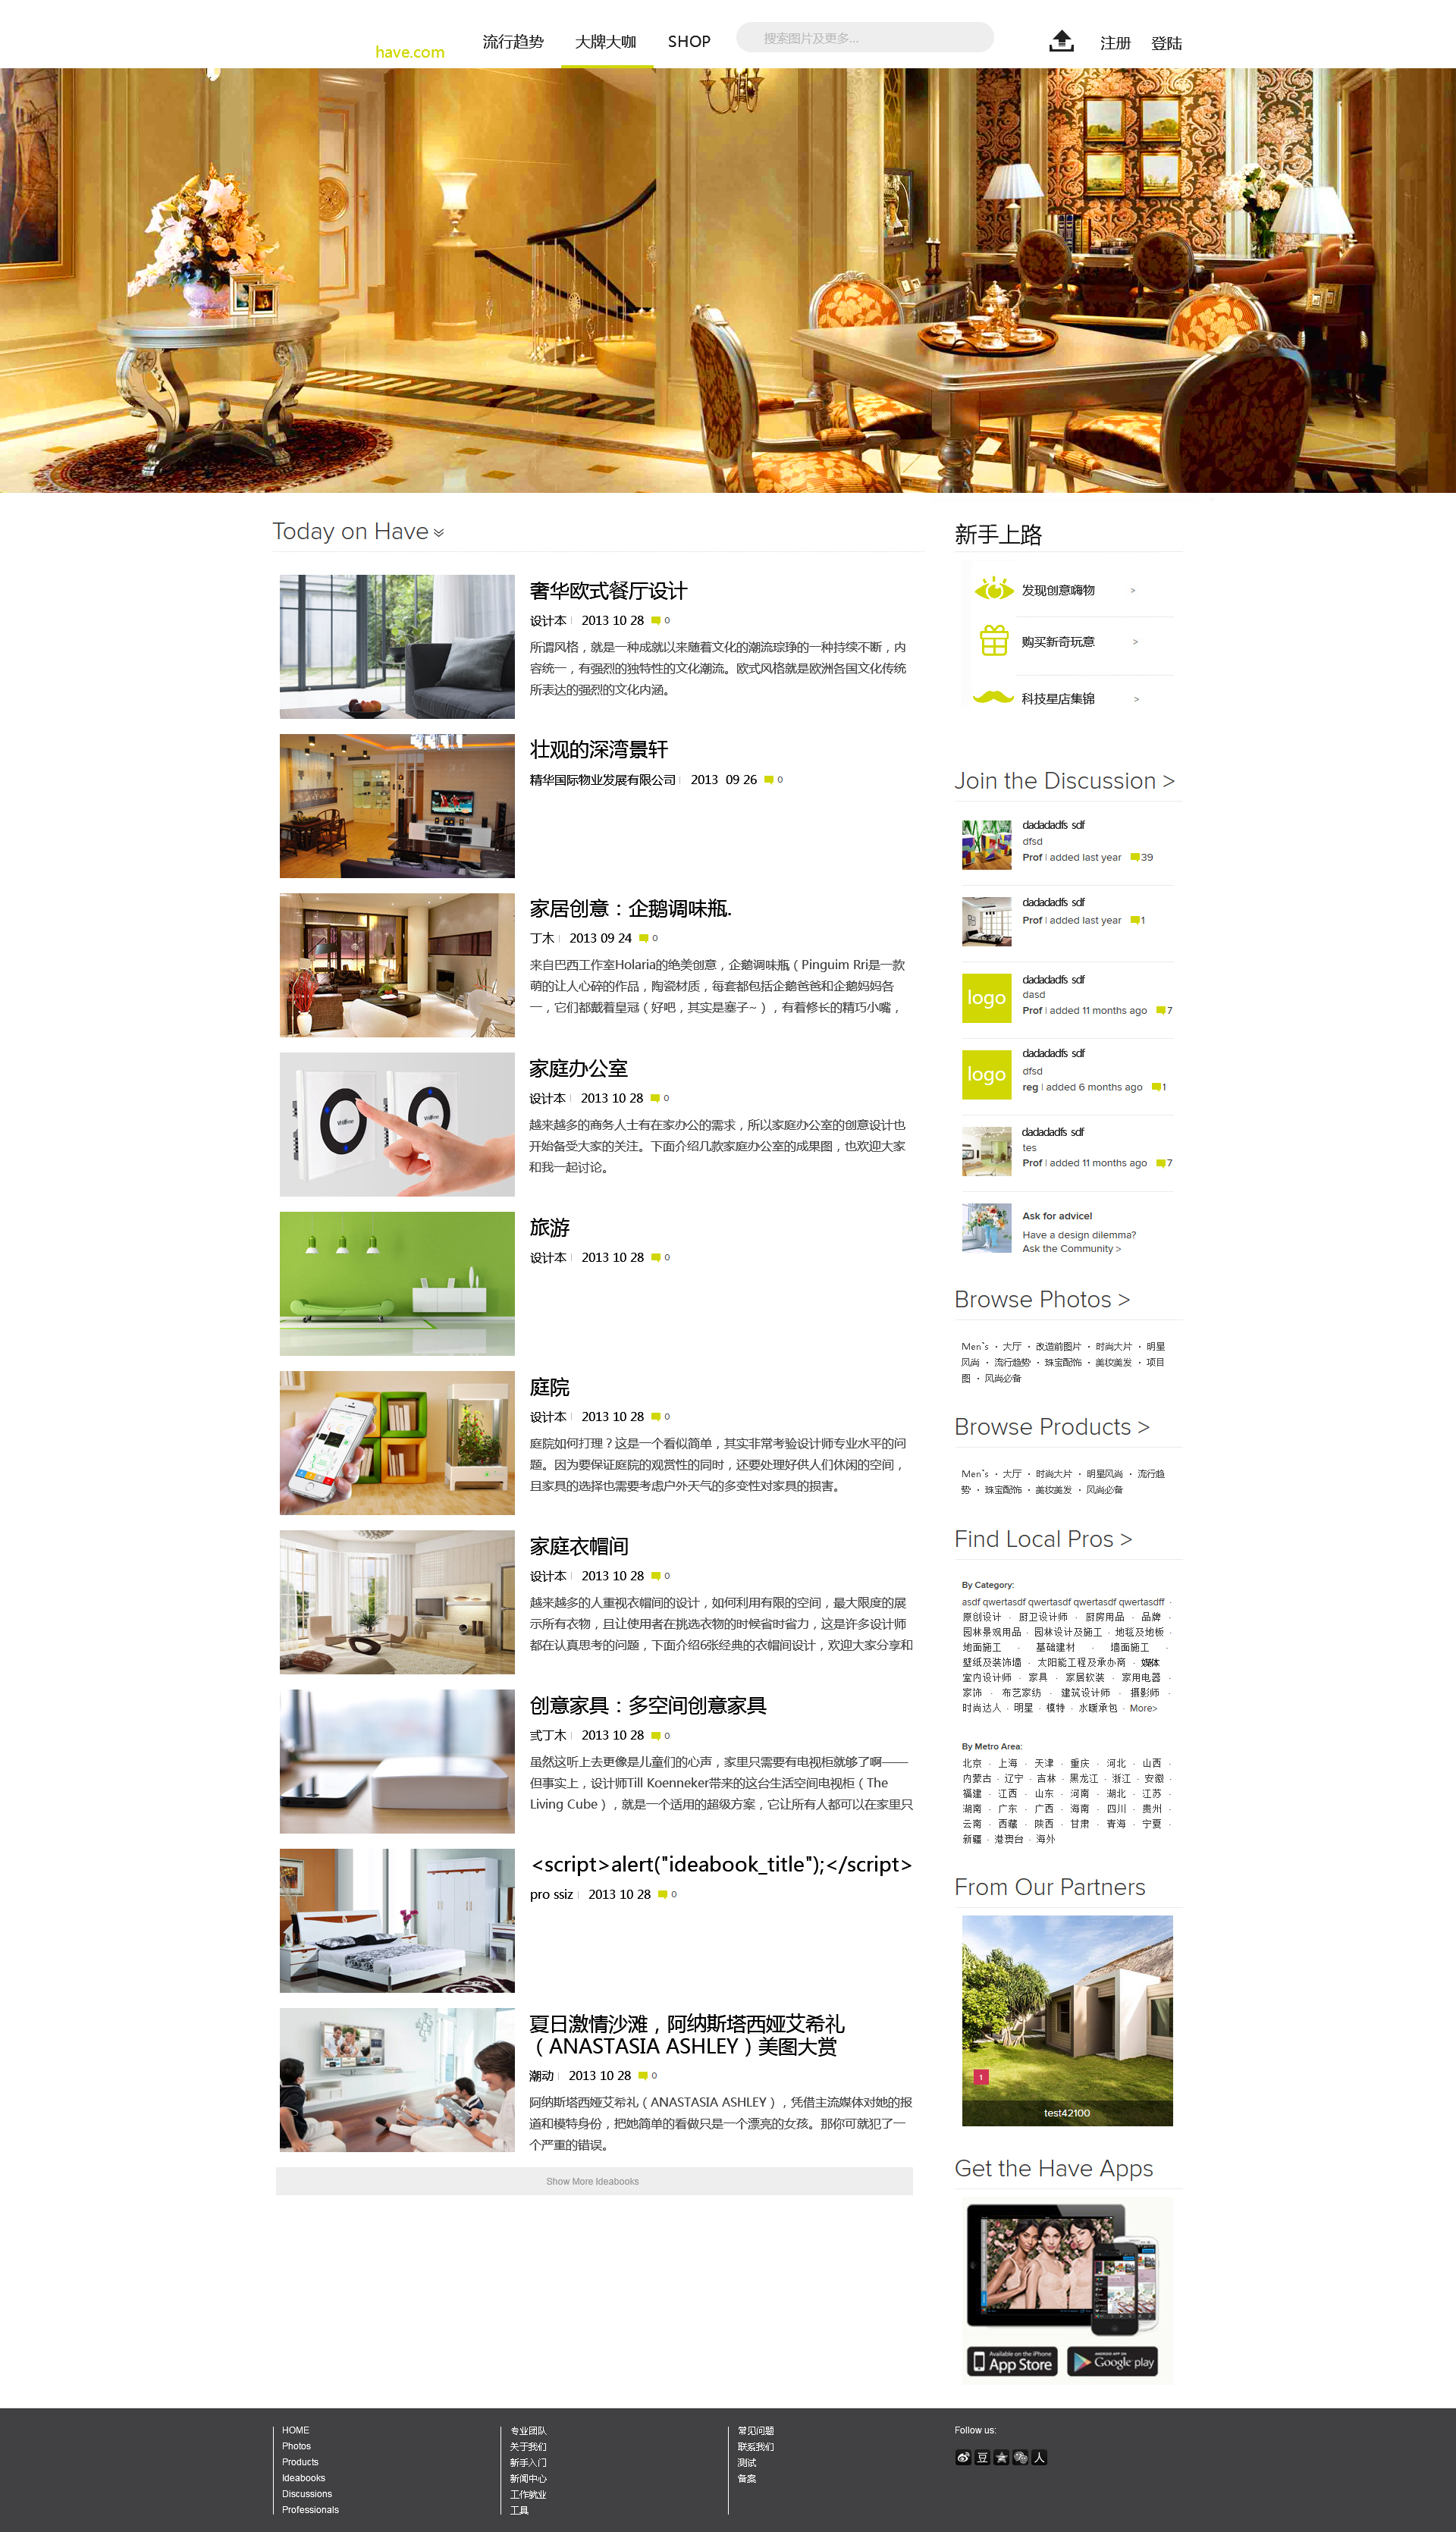 have.com
流行趋势
大牌大咖
SHOP
搜索图片及更多...
注册
登陆
Today on Have
奢华欧式餐厅设计
设计本 | 2013 10 28 0
所谓风格，就是一种成就以来随着文化的潮流琮琤的一种持续不断，内
容统一，有强烈的独特性的文化潮流。欧式风格就是欧洲各国文化传统
所表达的强烈的文化内涵。
壮观的深湾景轩
精华国际物业发展有限公司 | 2013 09 26 0
家居创意：企鹅调味瓶.
丁木 | 2013 09 24 0
来自巴西工作室Holaria的绝美创意，企鹅调味瓶（Pinguim Rri是一款
萌的让人心碎的作品，陶瓷材质，每套都包括企鹅爸爸和企鹅妈妈各
一，它们都戴着皇冠（好吧，其实是塞子~），有着修长的精巧小嘴，
家庭办公室
设计本 | 2013 10 28 0
越来越多的商务人士有在家办公的需求，所以家庭办公室的创意设计也
开始备受大家的关注。下面介绍几款家庭办公室的成果图，也欢迎大家
和我一起讨论。
旅游
设计本 | 2013 10 28 0
庭院
设计本 | 2013 10 28 0
庭院如何打理？这是一个看似简单，其实非常考验设计师专业水平的问
题。因为要保证庭院的观赏性的同时，还要处理好供人们休闲的空间，
且家具的选择也需要考虑户外天气的多变性对家具的损害。
家庭衣帽间
设计本 | 2013 10 28 0
越来越多的人重视衣帽间的设计，如何利用有限的空间，最大限度的展
示所有衣物，且让使用者在挑选衣物的时候省时省力，这是许多设计师
都在认真思考的问题，下面介绍6张经典的衣帽间设计，欢迎大家分享和
创意家具：多空间创意家具
弍丁木 | 2013 10 28 0
虽然这听上去更像是儿童们的心声，家里只需要有电视柜就够了啊——
但事实上，设计师Till Koenneker带来的这台生活空间电视柜（The
Living Cube），就是一个适用的超级方案，它让所有人都可以在家里只
<script>alert("ideabook_title");</script>
pro ssiz | 2013 10 28 0
夏日激情沙滩，阿纳斯塔西娅艾希礼
（ANASTASIA ASHLEY）美图大赏
潮动 | 2013 10 28 0
阿纳斯塔西娅艾希礼（ANASTASIA ASHLEY），凭借主流媒体对她的报
道和模特身份，把她简单的看做只是一个漂亮的女孩。那你可就犯了一
个严重的错误。
Show More Ideabooks
新手上路
发现创意嗨物 >
购买新奇玩意 >
科技星店集锦 >
Join the Discussion >
dadadadfs sdf
dfsd
Prof | added last year 39
dadadadfs sdf
Prof | added last year 1
logo
dadadadfs sdf
dasd
Prof | added 11 months ago 7
logo
dadadadfs sdf
dfsd
reg | added 6 months ago 1
dadadadfs sdf
tes
Prof | added 11 months ago 7
Ask for advice!
Have a design dilemma?
Ask the Community >
Browse Photos >
Men`s · 大厅 · 改造前图片 · 时尚大片 · 明星
风尚 · 流行趋势 · 珠宝配饰 · 美妆美发 · 项目
图 · 风尚必备
Browse Products >
Men`s · 大厅 · 时尚大片 · 明星风尚 · 流行趋
势 · 珠宝配饰 · 美妆美发 · 风尚必备
Find Local Pros >
By Category:
asdf qwertasdf qwertasdf qwertasdf qwertasdff ·
原创设计 · 厨卫设计师 · 厨房用品 · 品牌 ·
园林景观用品 · 园林设计及施工 · 地毯及地板 ·
地面施工 · 基础建材 · 墙面施工 ·
壁纸及装饰墙 · 太阳能工程及承办商 · 媒体
室内设计师 · 家具 · 家居软装 · 家用电器 ·
家饰 · 布艺家纺 · 建筑设计师 · 摄影师 ·
时尚达人 · 明星 · 模特 · 水暖承包 · More>
By Metro Area:
北京 · 上海 · 天津 · 重庆 · 河北 · 山西 ·
内蒙古 · 辽宁 · 吉林 · 黑龙江 · 浙江 · 安徽 ·
福建 · 江西 · 山东 · 河南 · 湖北 · 江苏 ·
湖南 · 广东 · 广西 · 海南 · 四川 · 贵州 ·
云南 · 西藏 · 陕西 · 甘肃 · 青海 · 宁夏 ·
新疆 · 港澳台 · 海外
From Our Partners
1
test42100
Get the Have Apps
Available on the iPhone
App Store
ANDROID APP ON
Google play
HOME
Photos
Products
Ideabooks
Discussions
Professionals
专业团队
关于我们
新手入门
新闻中心
工作就业
工具
常见问题
联系我们
测试
备案
Follow us:
豆
人